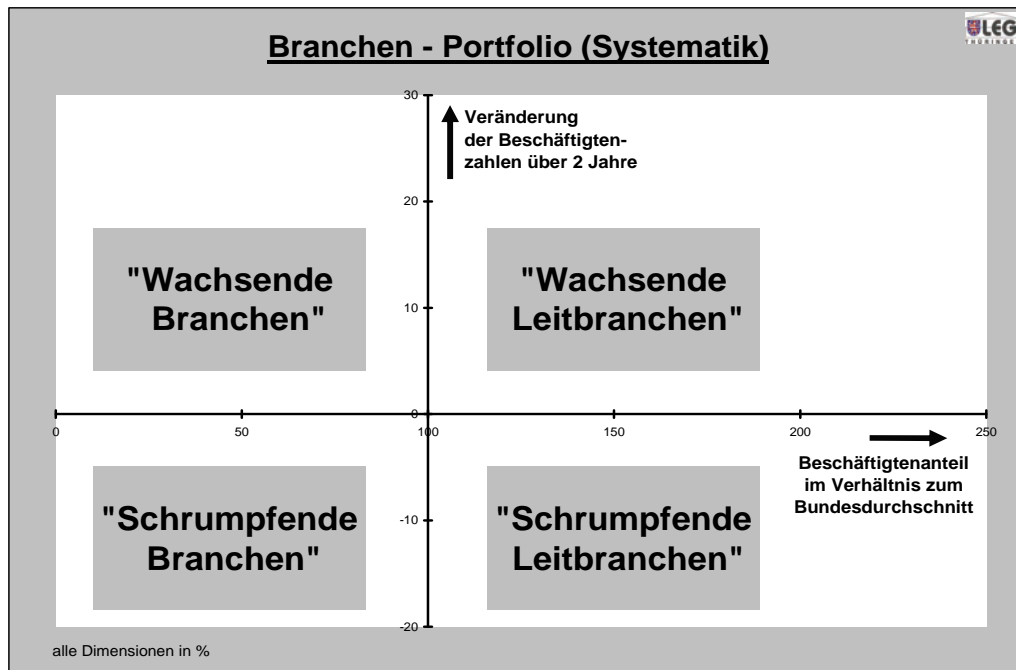 Branchen - Portfolio (Systematik)
LEG
THÜRINGEN
30
Veränderung
der Beschäftigten-
zahlen über 2 Jahre
20
"Wachsende
Branchen"
"Wachsende
Leitbranchen"
10
0
0
50
100
150
200
250
Beschäftigtenanteil
im Verhältnis zum
Bundesdurchschnitt
"Schrumpfende
Branchen"
"Schrumpfende
Leitbranchen"
-10
-20
alle Dimensionen in %